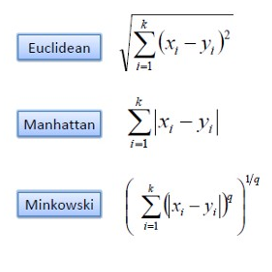 Euclidean √(∑_{i=1}^{k} (x_i − y_i)²)
Manhattan ∑_{i=1}^{k} |x_i − y_i|
Minkowski (∑_{i=1}^{k} (|x_i − y_i|)^q)^{1/q}